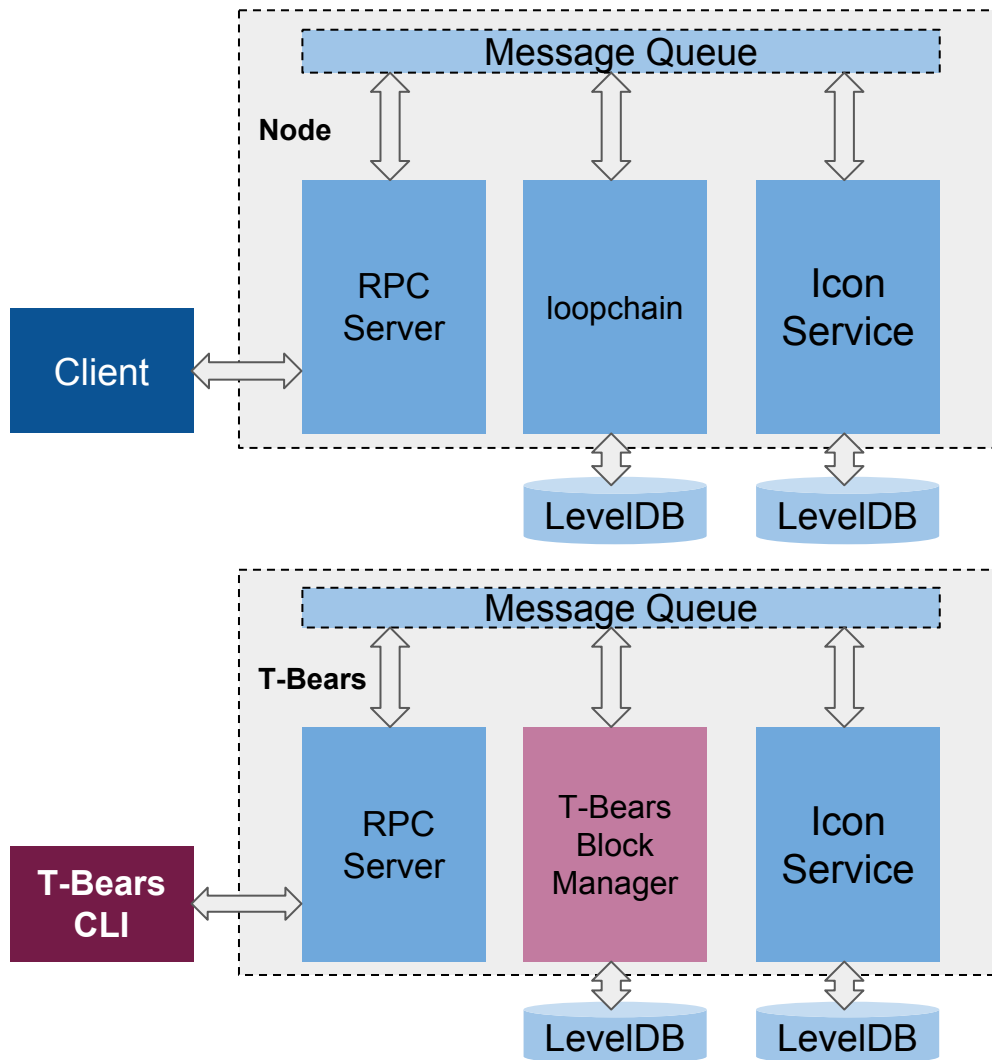 Message Queue
Node
RPC
Server
loopchain
Icon
Service
Client
LevelDB
LevelDB
Message Queue
T-Bears
RPC
Server
T-Bears
Block
Manager
Icon
Service
T-Bears
CLI
LevelDB
LevelDB